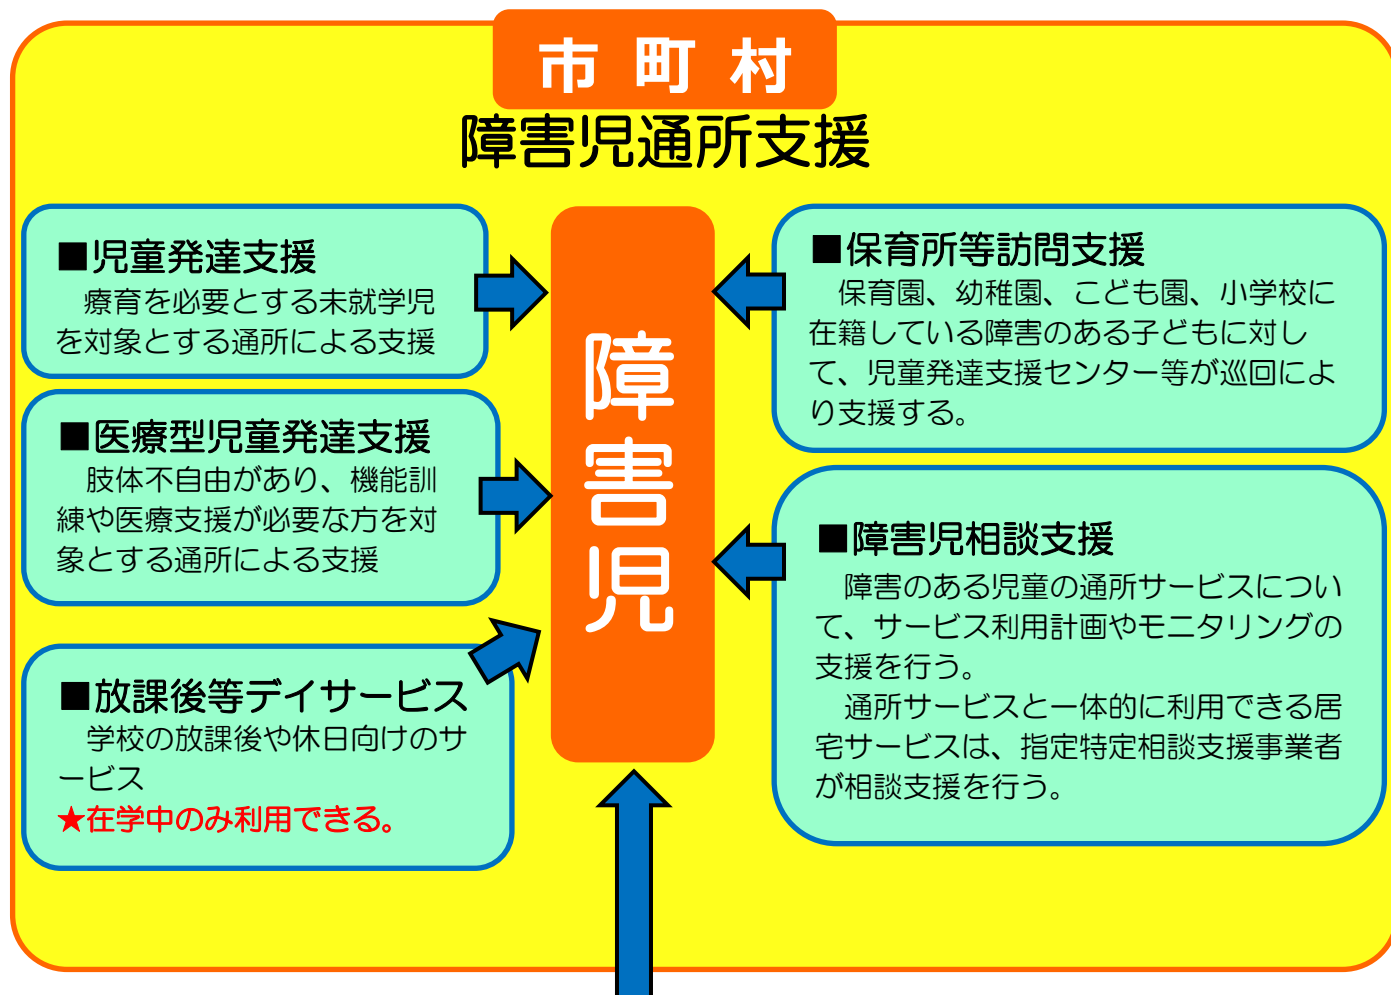 市町村
障害児通所支援
■児童発達支援
療育を必要とする未就学児
を対象とする通所による支援
■医療型児童発達支援
肢体不自由があり、機能訓
練や医療支援が必要な方を対
象とする通所による支援
■放課後等デイサービス
学校の放課後や休日向けのサ
ービス
★在学中のみ利用できる。
障害児
■保育所等訪問支援
保育園、幼稚園、こども園、小学校に
在籍している障害のある子どもに対し
て、児童発達支援センター等が巡回によ
り支援する。
■障害児相談支援
障害のある児童の通所サービスについ
て、サービス利用計画やモニタリングの
支援を行う。
通所サービスと一体的に利用できる居
宅サービスは、指定特定相談支援事業者
が相談支援を行う。